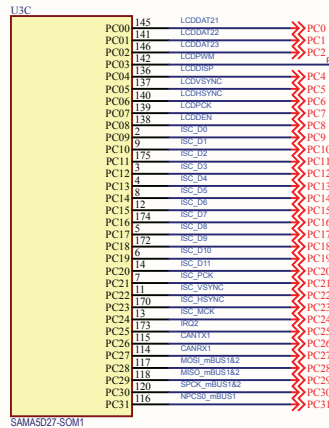 U3C
PC00 145 LCDDAT21 PC0
PC01 141 LCDDAT22 PC1
PC02 146 LCDDAT23 PC2
PC03 142 LCDPWM
PC04 136 LCDDISP PC4
PC05 137 LCDVSYNC PC5
PC06 140 LCDHSYNC PC6
PC07 139 LCDPCK PC7
PC08 138 LCDDEN PC8
PC09 2 ISC_D0 PC9
PC10 9 ISC_D1 PC10
PC11 175 ISC_D2 PC11
PC12 3 ISC_D3 PC12
PC13 4 ISC_D4 PC13
PC14 8 ISC_D5 PC14
PC15 12 ISC_D6 PC15
PC16 174 ISC_D7 PC16
PC17 5 ISC_D8 PC17
PC18 172 ISC_D9 PC18
PC19 6 ISC_D10 PC19
PC20 14 ISC_D11 PC20
PC21 7 ISC_PCK PC21
PC22 11 ISC_VSYNC PC22
PC23 170 ISC_HSYNC PC23
PC24 13 ISC_MCK PC24
PC25 173 IRQ2 PC25
PC26 115 CANTX1 PC26
PC27 114 CANRX1 PC27
PC28 117 MOSI_mBUS1&2 PC28
PC29 118 MISO_mBUS1&2 PC29
PC30 120 SPCK_mBUS1&2 PC30
PC31 116 NPCS0_mBUS1 PC31
SAMA5D27-SOM1